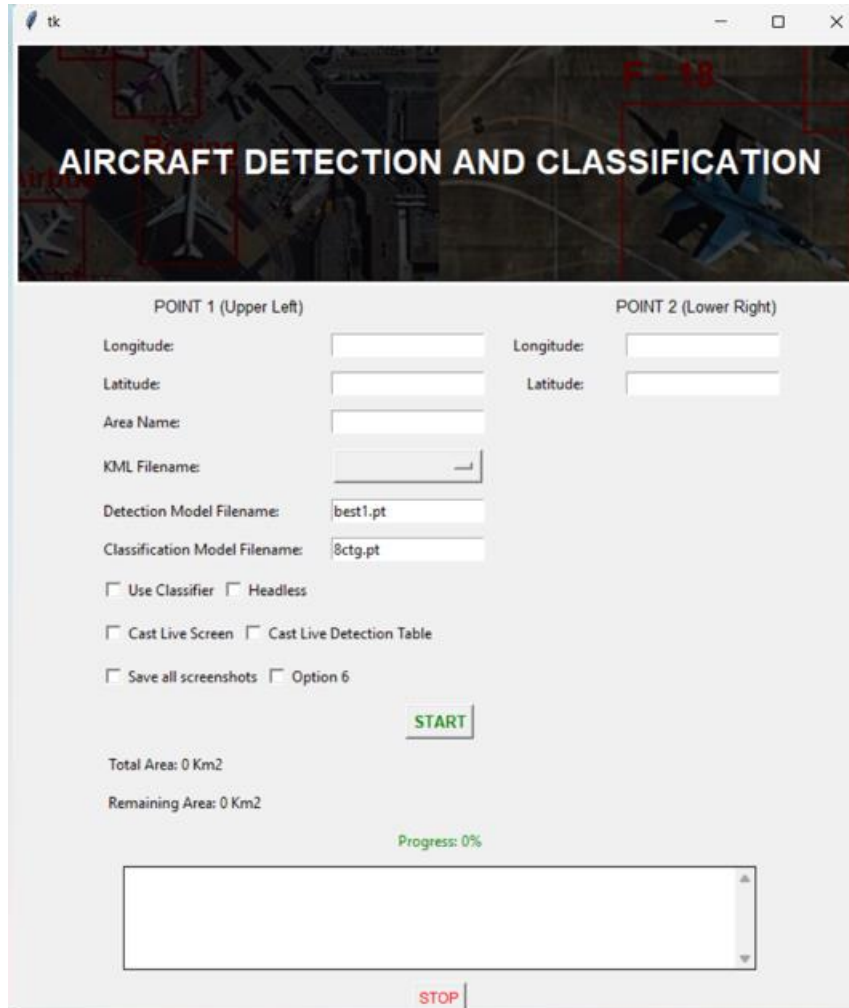 tk
F - 18
Boeing
Airbus
AIRCRAFT DETECTION AND CLASSIFICATION
POINT 1 (Upper Left) POINT 2 (Lower Right)
Longitude: Longitude:
Latitude: Latitude:
Area Name:
KML Filename:
Detection Model Filename: best1.pt
Classification Model Filename: 8ctg.pt
Use Classifier Headless
Cast Live Screen Cast Live Detection Table
Save all screenshots Option 6
START
Total Area: 0 Km2
Remaining Area: 0 Km2
Progress: 0%
STOP